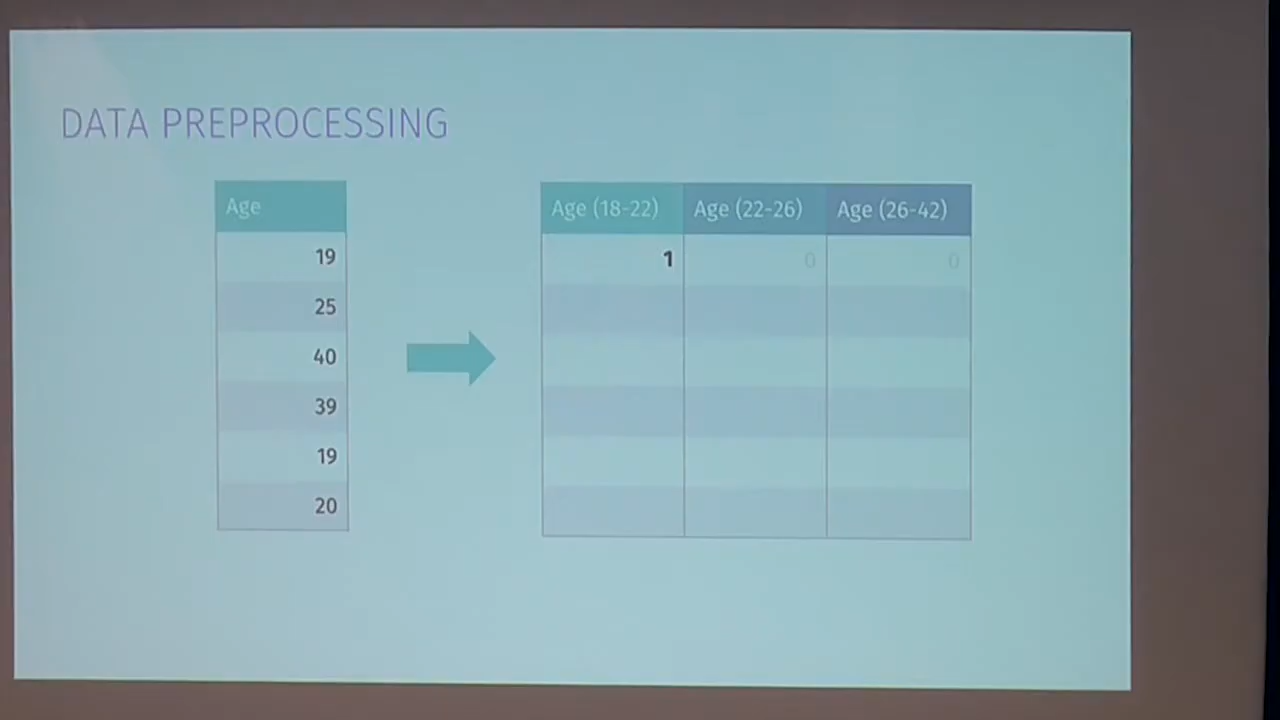 DATA PREPROCESSING
Age
19
25
40
39
19
20
Age (18-22) Age (22-26) Age (26-42)
1 0 0